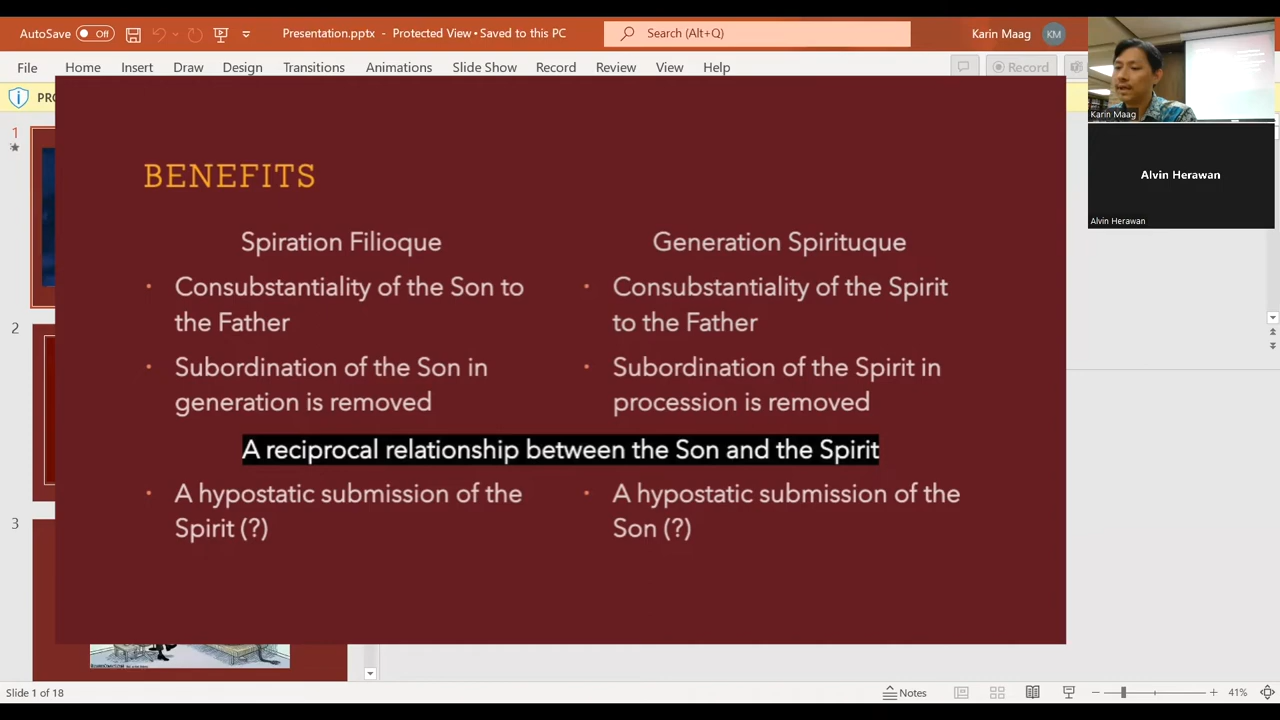 AutoSave Off Presentation.pptx - Protected View • Saved to this PC Search (Alt+Q) Karin Maag KM
File Home Insert Draw Design Transitions Animations Slide Show Record Review View Help Record
PRO
1
BENEFITS
Spiration Filioque
• Consubstantiality of the Son to
the Father
• Subordination of the Son in
generation is removed
Generation Spirituque
• Consubstantiality of the Spirit
to the Father
• Subordination of the Spirit in
procession is removed
A reciprocal relationship between the Son and the Spirit
• A hypostatic submission of the
Spirit (?)
• A hypostatic submission of the
Son (?)
2
3
Karin Maag
Alvin Herawan
Alvin Herawan
Slide 1 of 18 Notes 41%